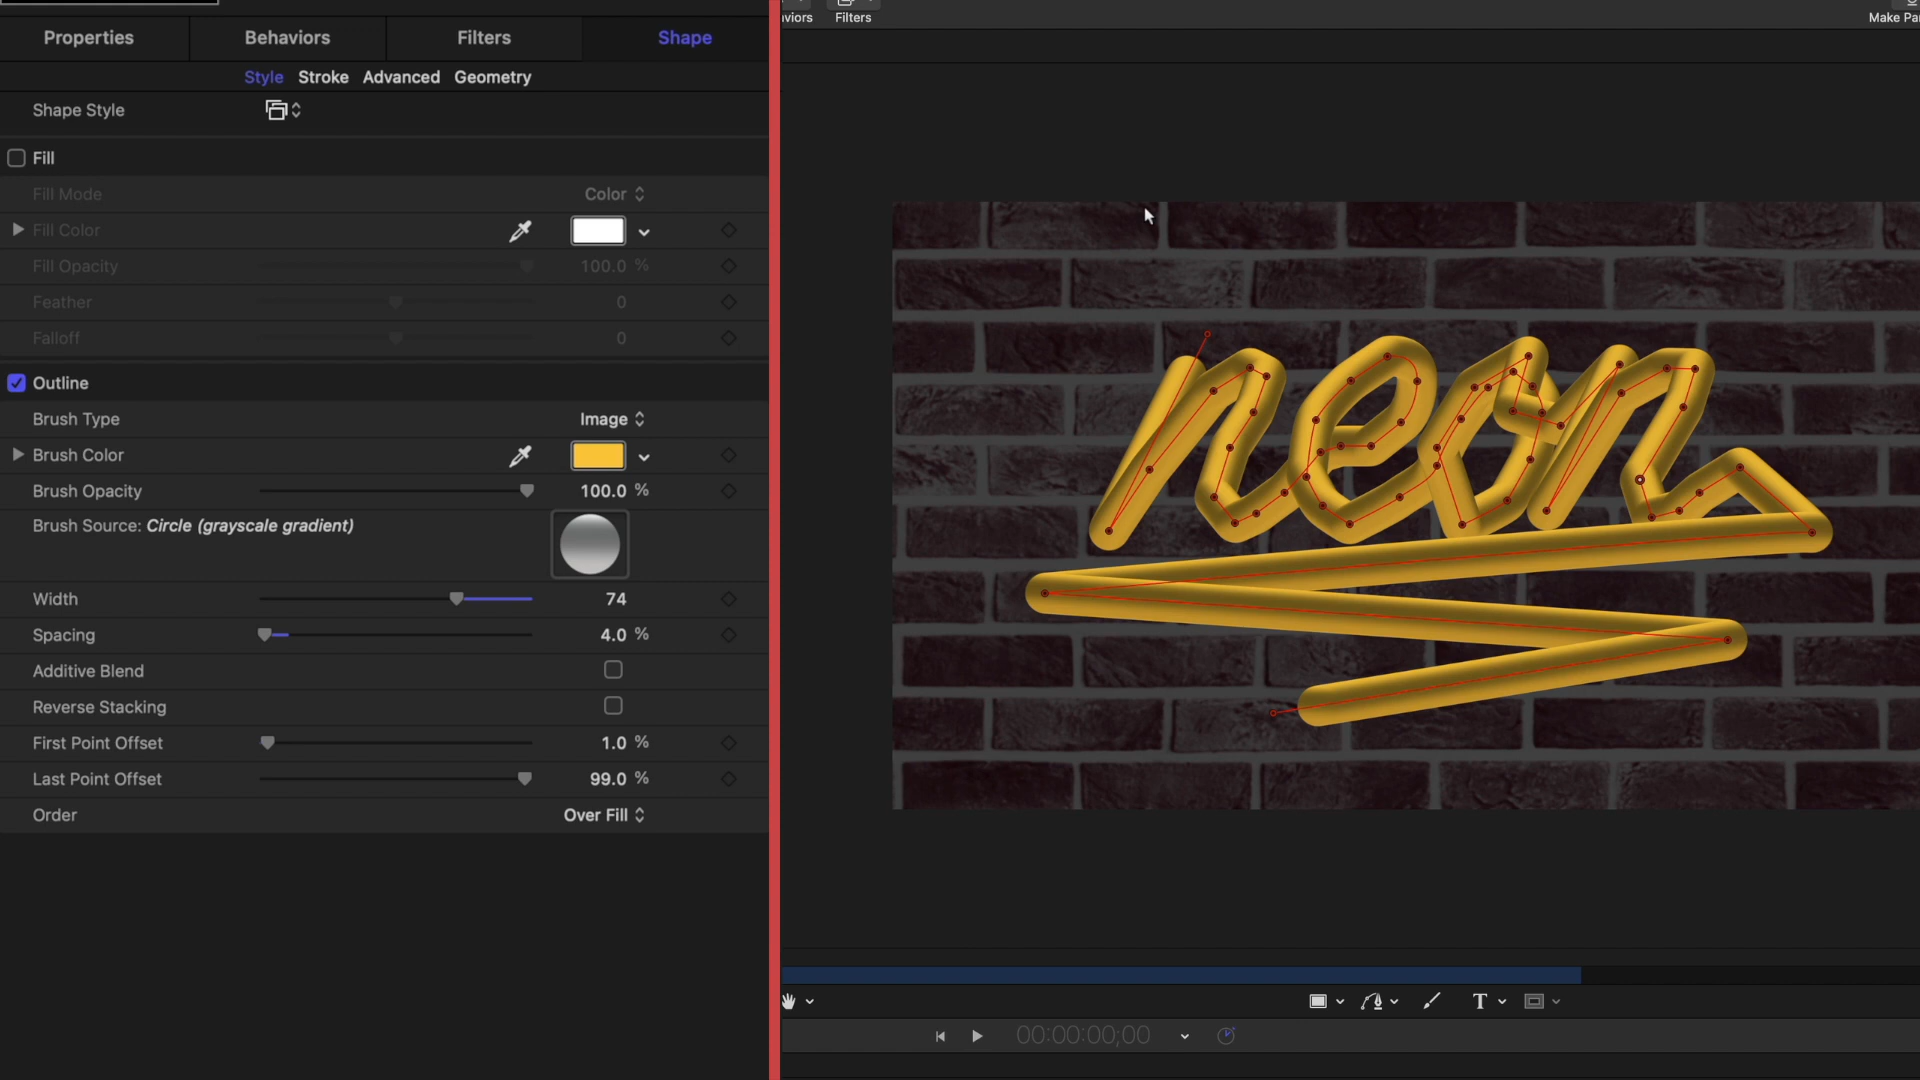 Properties Behaviors Filters Shape
Style Stroke Advanced Geometry
Shape Style
Fill
Fill Mode Color
Fill Color
Fill Opacity 100.0 %
Feather 0
Falloff 0
Outline
Brush Type Image
Brush Color
Brush Opacity 100.0 %
Brush Source: Circle (grayscale gradient)
Width 74
Spacing 4.0 %
Additive Blend
Reverse Stacking
First Point Offset 1.0 %
Last Point Offset 99.0 %
Order Over Fill
viors Filters Make Par
neon
T
00:00:00;00